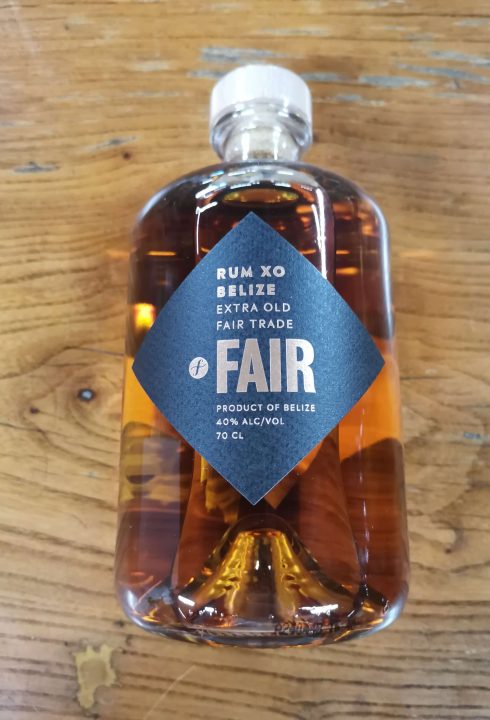 RUM XO
BELIZE
EXTRA OLD
FAIR TRADE
f FAIR
PRODUCT OF BELIZE
40% ALC/VOL
70 CL